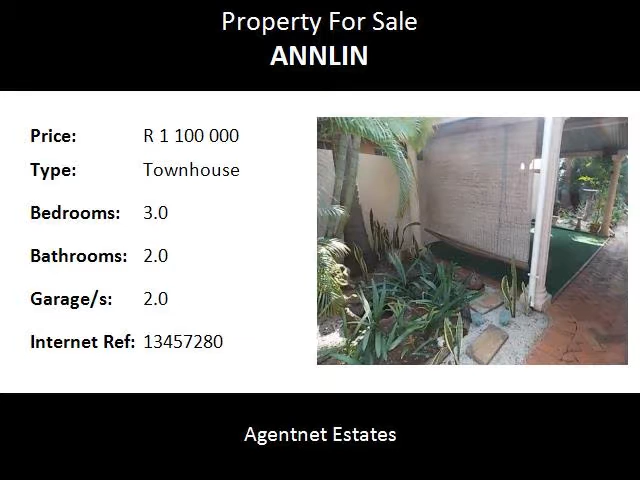 Property For Sale
ANNLIN
Price: R 1 100 000
Type: Townhouse
Bedrooms: 3.0
Bathrooms: 2.0
Garage/s: 2.0
Internet Ref: 13457280
Agentnet Estates